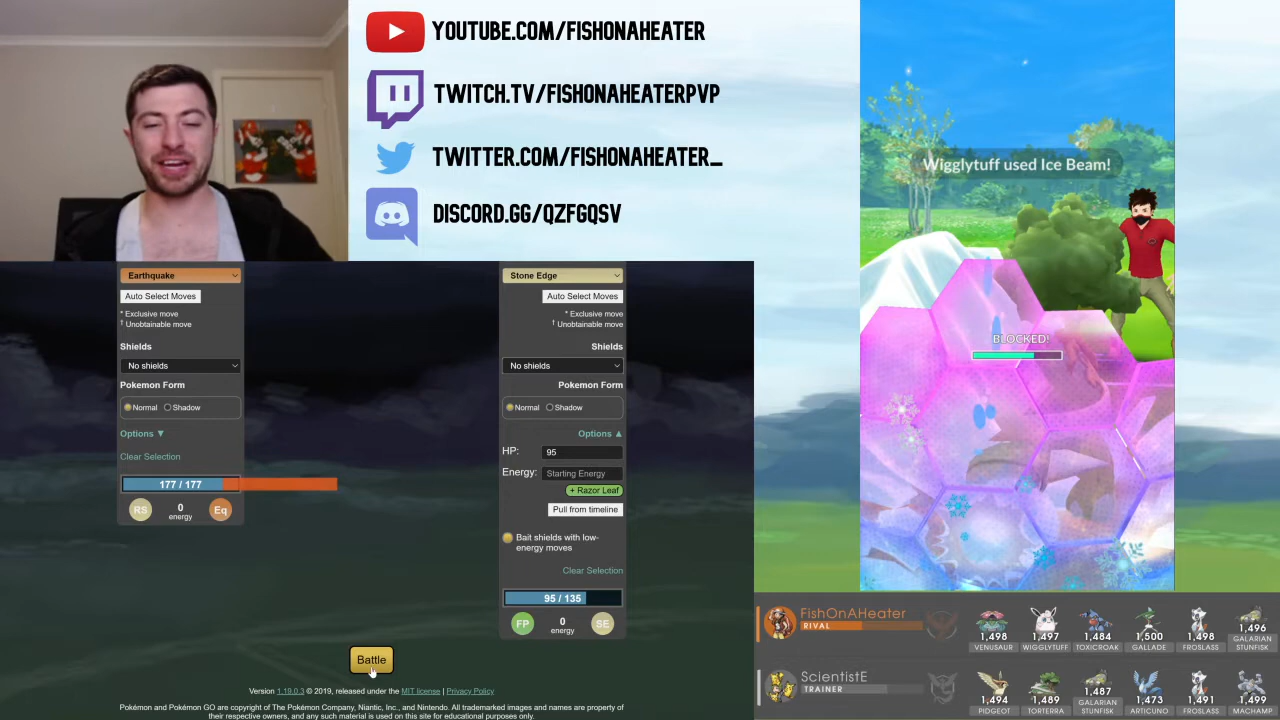 YOUTUBE.COM/FISHONAHEATER
TWITCH.TV/FISHONAHEATERPVP
TWITTER.COM/FISHONAHEATER_
DISCORD.GG/QZFGQSV
Wigglytuff used Ice Beam!
BLOCKED!
Earthquake
Auto Select Moves
* Exclusive move
† Unobtainable move
Shields
No shields
Pokemon Form
Normal Shadow
Options ▼
Clear Selection
177 / 177
RS 0 Eq
energy
Stone Edge
Auto Select Moves
* Exclusive move
† Unobtainable move
Shields
No shields
Pokemon Form
Normal Shadow
Options ▲
HP: 95
Energy: Starting Energy
+ Razor Leaf
Pull from timeline
Bait shields with low-
energy moves
Clear Selection
95 / 135
FP 0 SE
energy
Battle
Version 1.19.0.3 © 2019, released under the MIT license | Privacy Policy
Pokémon and Pokémon GO are copyright of The Pokémon Company, Niantic, Inc., and Nintendo. All trademarked images and names are property of
their respective owners, and any such material is used on this site for educational purposes only.
FishOnAHeater
RIVAL
1,498 1,497 1,484 1,500 1,498 1,496
VENUSAUR WIGGLYTUFF TOXICROAK GALLADE FROSLASS GALARIAN
STUNFISK
ScientistE
TRAINER
1,494 1,489 1,487 1,473 1,491 1,499
PIDGEOT TORTERRA GALARIAN STUNFISK ARTICUNO FROSLASS MACHAMP